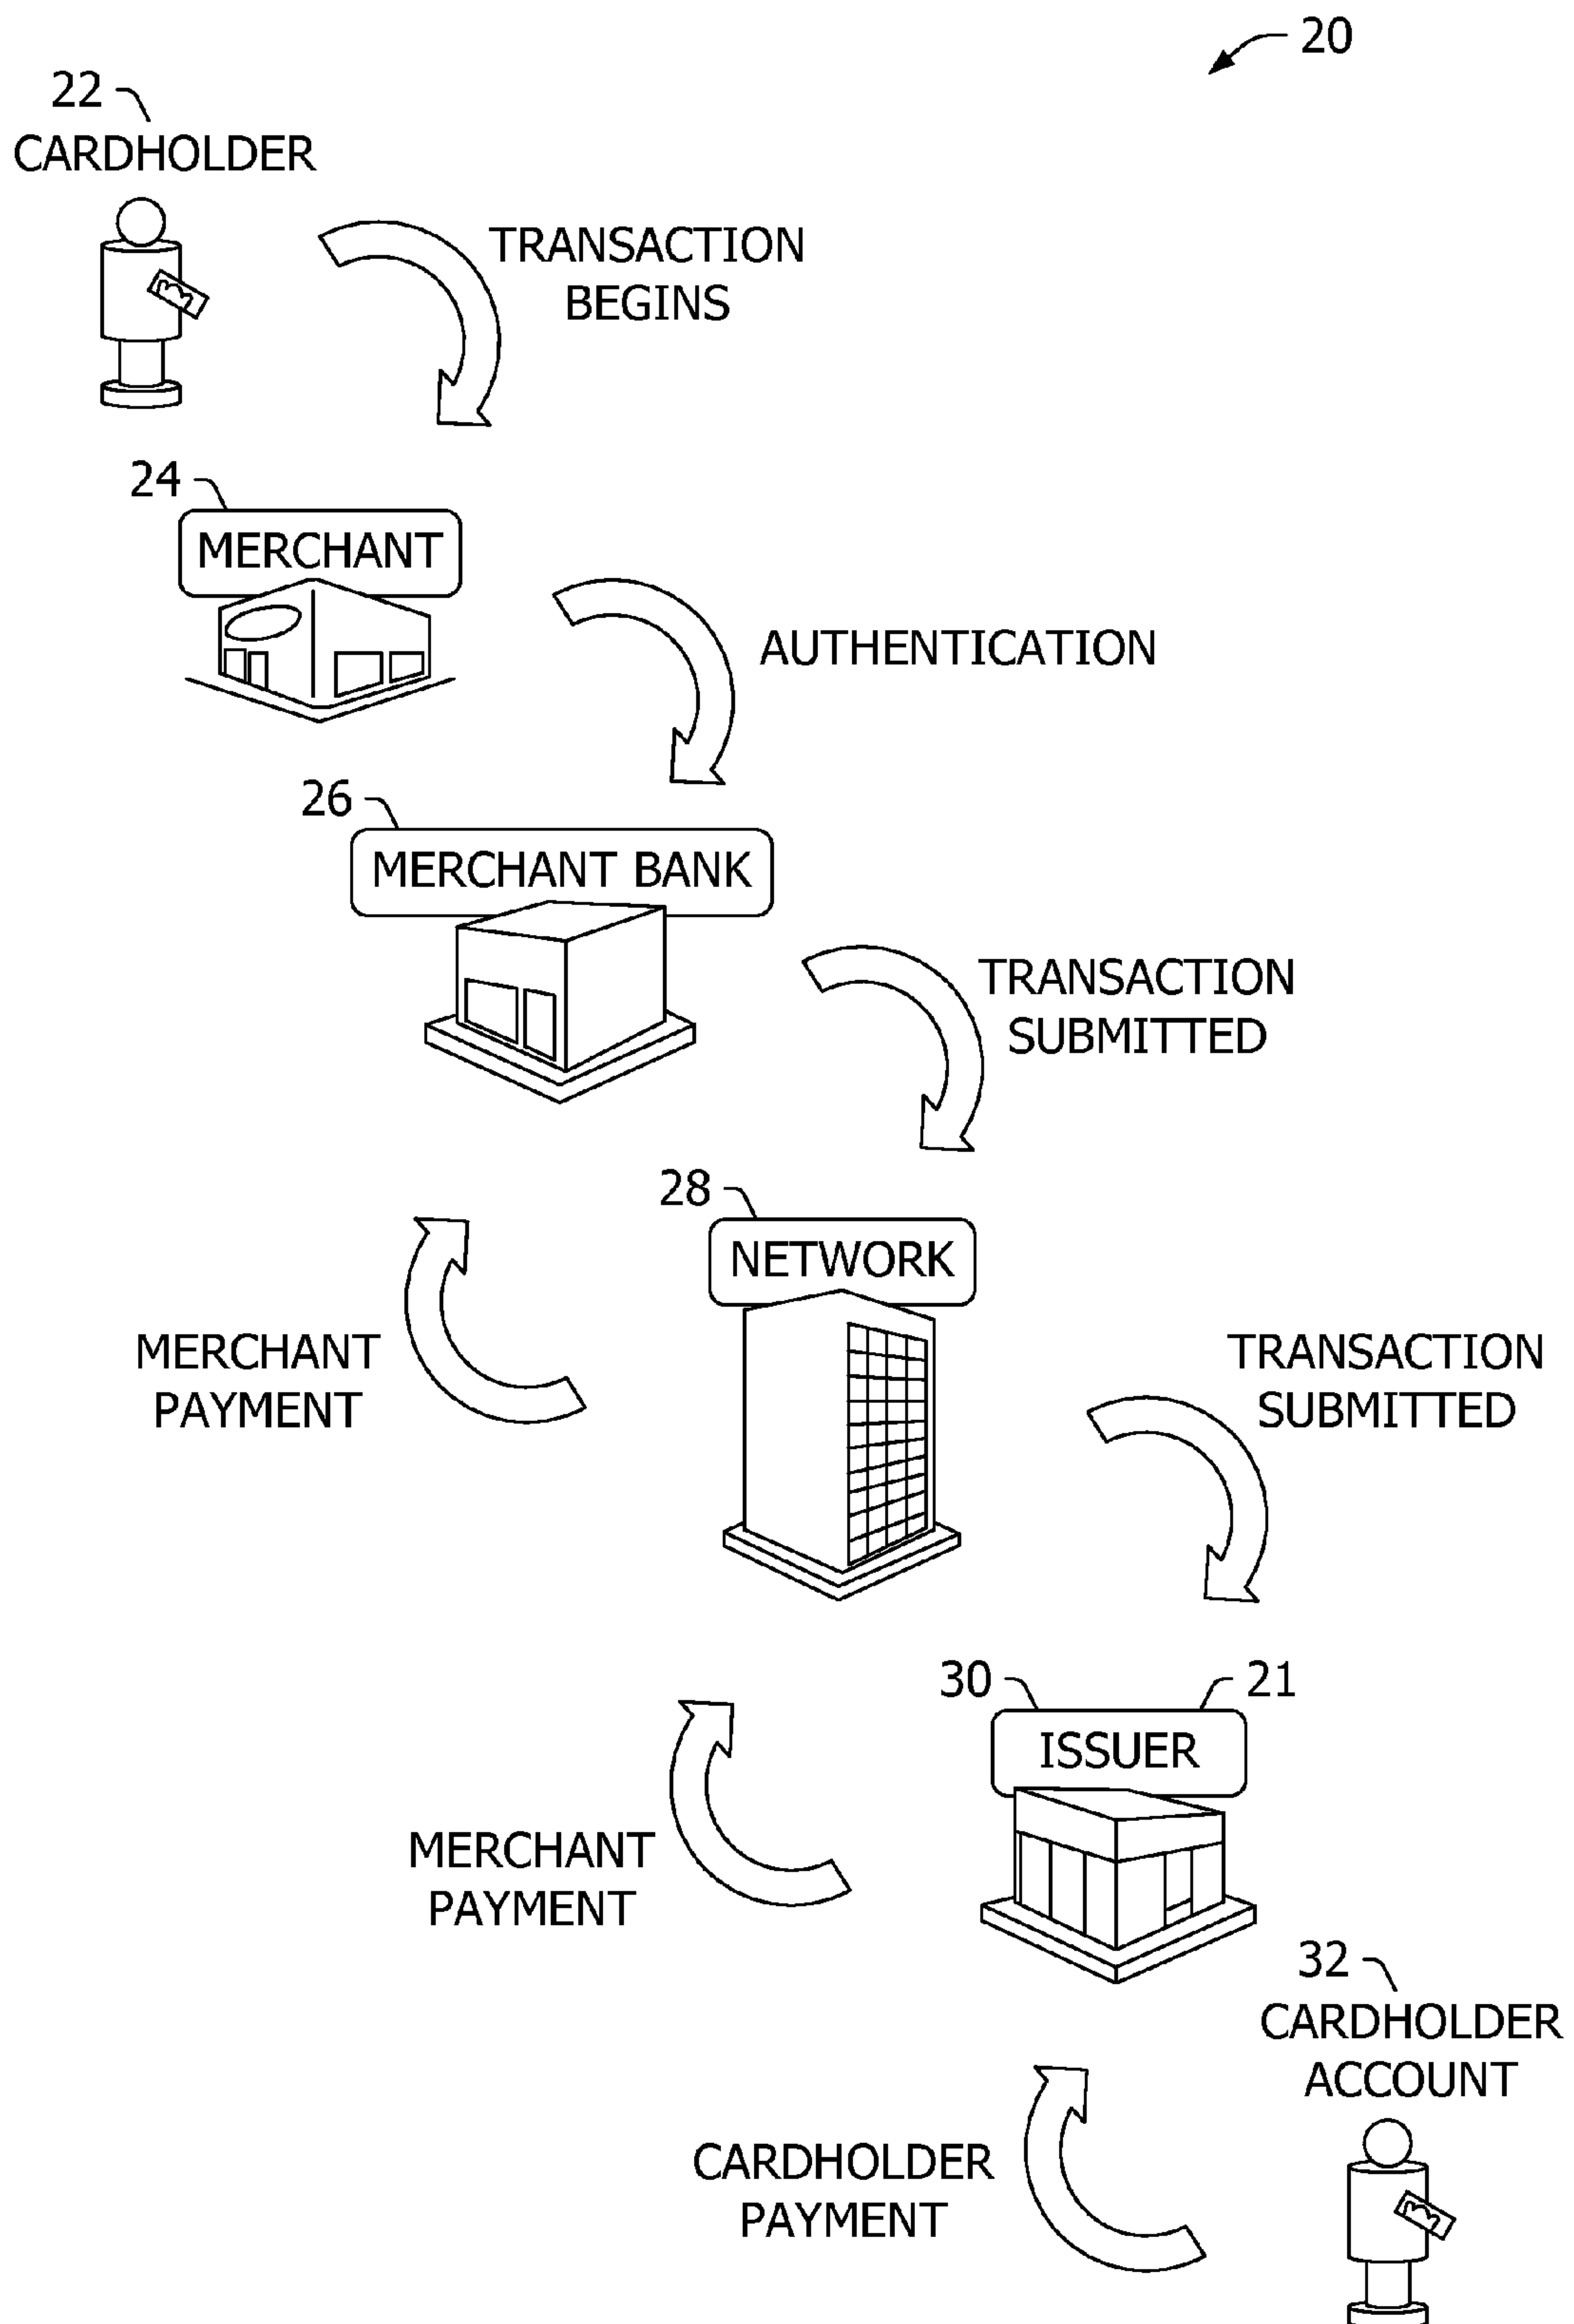 20
22
CARDHOLDER
TRANSACTION
BEGINS
24
MERCHANT
AUTHENTICATION
26
MERCHANT BANK
TRANSACTION
SUBMITTED
28
NETWORK
MERCHANT
PAYMENT
TRANSACTION
SUBMITTED
30
21
ISSUER
MERCHANT
PAYMENT
32
CARDHOLDER
ACCOUNT
CARDHOLDER
PAYMENT